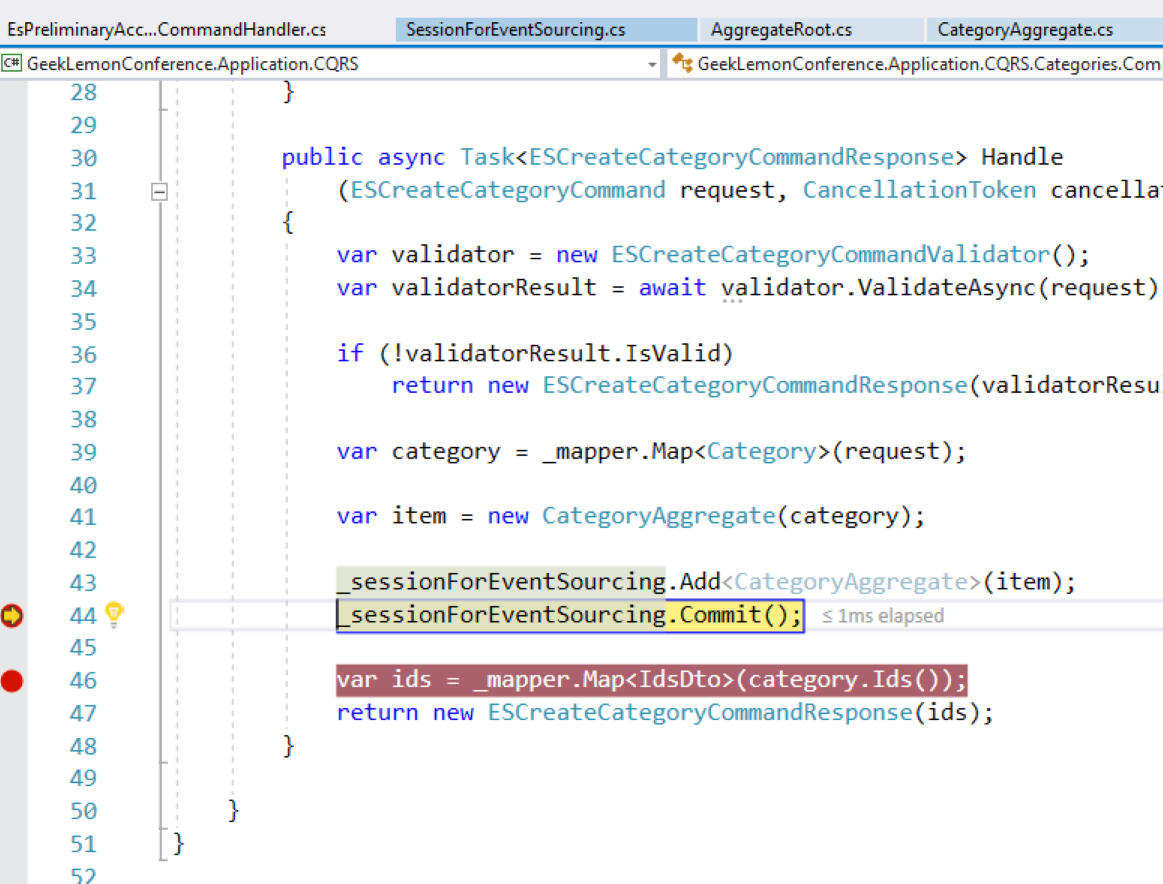 EsPreliminaryAcc...CommandHandler.cs SessionForEventSourcing.cs AggregateRoot.cs CategoryAggregate.cs
C# GeekLemonConference.Application.CQRS GeekLemonConference.Application.CQRS.Categories.Com
28 }
29
30 public async Task<ESCreateCategoryCommandResponse> Handle
31 (ESCreateCategoryCommand request, CancellationToken cancellat
32 {
33 var validator = new ESCreateCategoryCommandValidator();
34 var validatorResult = await validator.ValidateAsync(request)
35
36 if (!validatorResult.IsValid)
37 return new ESCreateCategoryCommandResponse(validatorResul
38
39 var category = _mapper.Map<Category>(request);
40
41 var item = new CategoryAggregate(category);
42
43 _sessionForEventSourcing.Add<CategoryAggregate>(item);
44 _sessionForEventSourcing.Commit(); ≤ 1ms elapsed
45
46 var ids = _mapper.Map<IdsDto>(category.Ids());
47 return new ESCreateCategoryCommandResponse(ids);
48 }
49
50 }
51 }
52